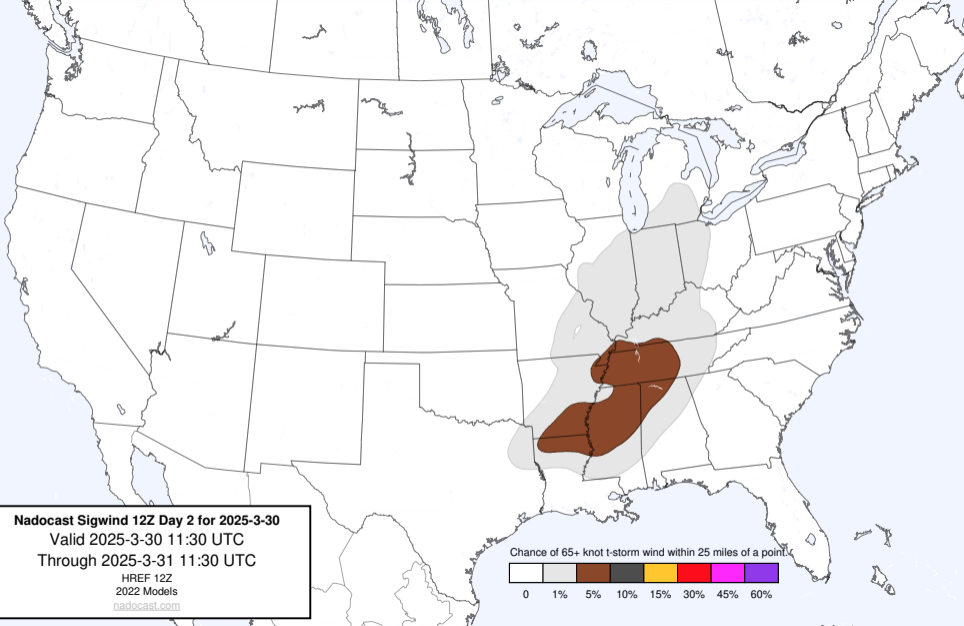 Nadocast Sigwind 12Z Day 2 for 2025-3-30
Valid 2025-3-30 11:30 UTC
Through 2025-3-31 11:30 UTC
HREF 12Z
2022 Models
nadocast.com
Chance of 65+ knot t-storm wind within 25 miles of a point.
0 1% 5% 10% 15% 30% 45% 60%